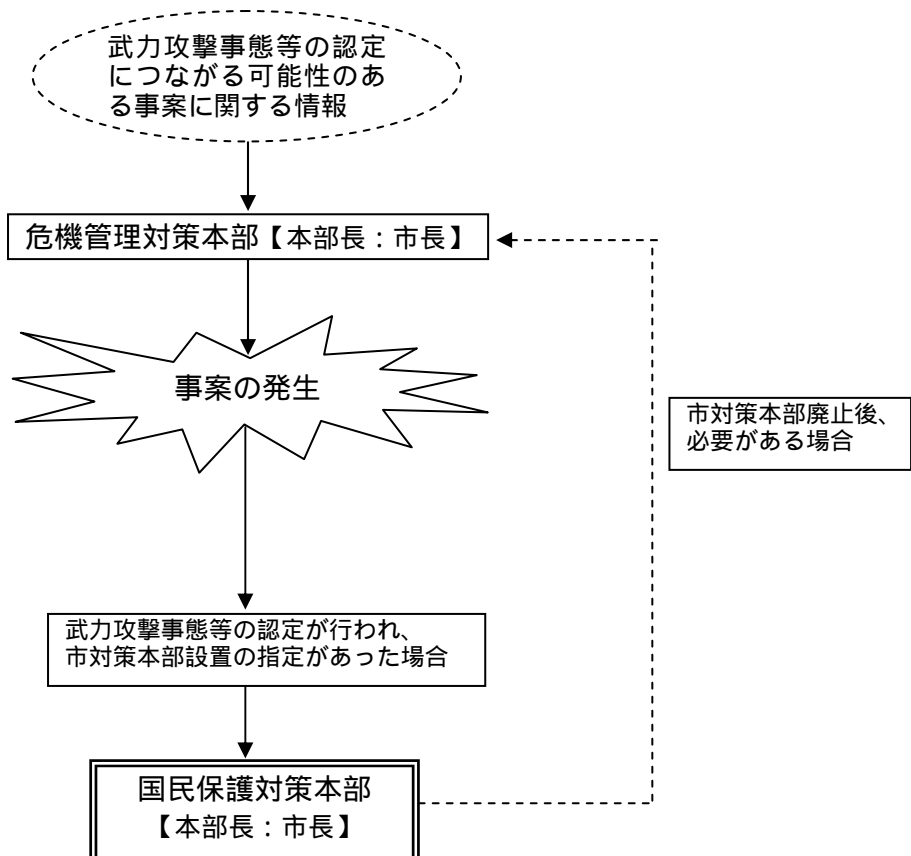 武力攻撃事態等の認定
につながる可能性のあ
る事案に関する情報
危機管理対策本部【本部長：市長】
事案の発生
市対策本部廃止後、
必要がある場合
武力攻撃事態等の認定が行われ、
市対策本部設置の指定があった場合
国民保護対策本部
【本部長：市長】